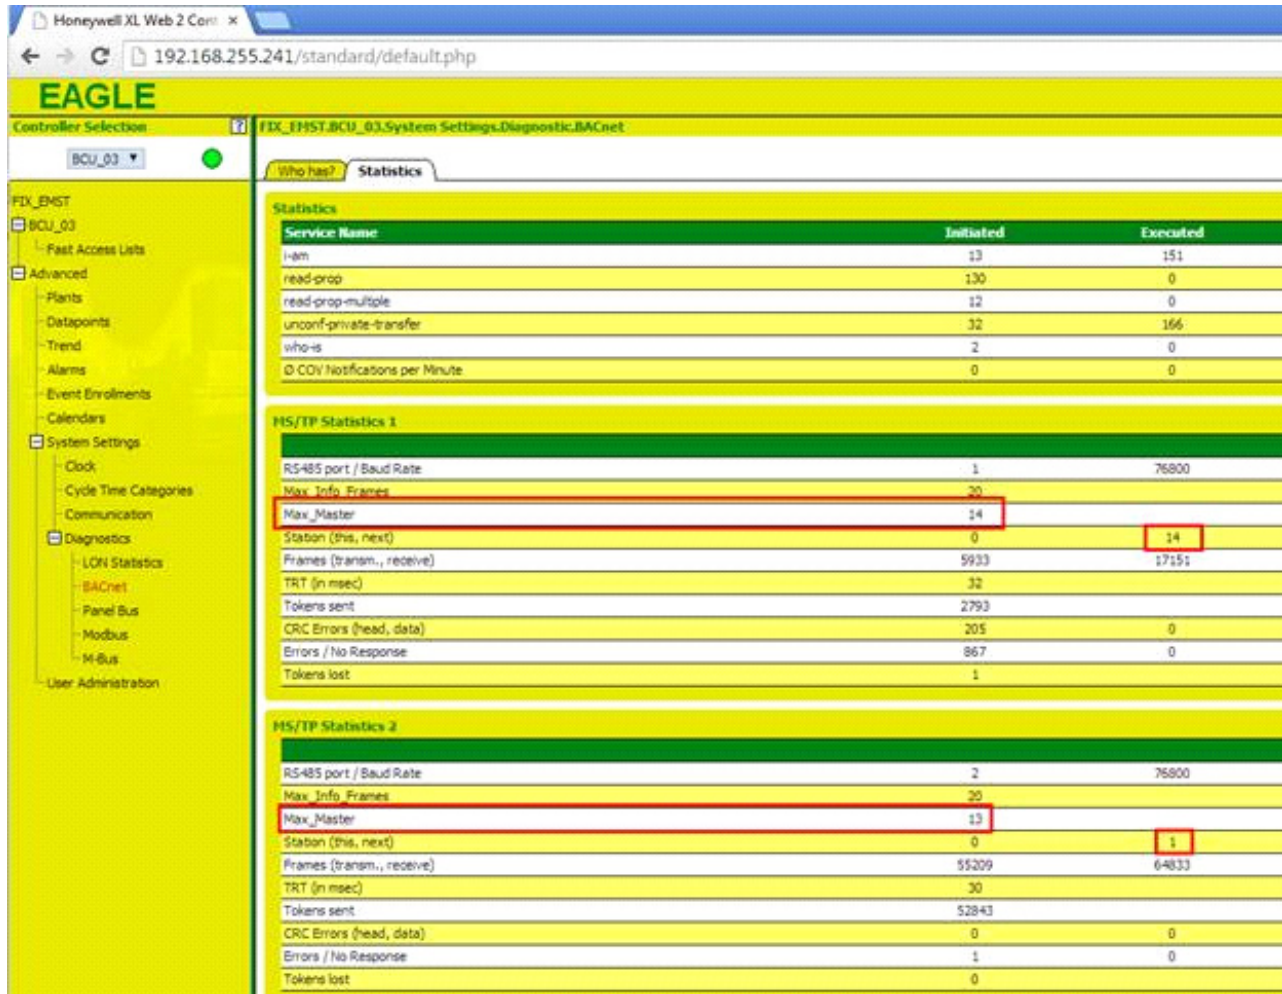 Honeywell XL Web 2 Con
192.168.255.241/standard/default.php
EAGLE
Controller Selection ?
BCU_03
FIX_EMST
BCU_03
Fast Access Lists
Advanced
Plants
Datapoints
Trend
Alarms
Event Enrolments
Calendars
System Settings
Clock
Cycle Time Categories
Communication
Diagnostics
LON Statistics
BACnet
Panel Bus
Modbus
M-Bus
User Administration
FIX_EMST.BCU_03.System Settings.Diagnostic.BACnet
Who has? Statistics
Statistics
Service Name Initiated Executed
i-am 13 151
read-prop 130 0
read-prop-multiple 12 0
unconf-private-transfer 32 166
who-is 2 0
Ø COV Notifications per Minute 0 0
MS/TP Statistics 1
RS485 port / Baud Rate 1 76800
Max_Info_Frames 20
Max_Master 14
Station (this, next) 0 14
Frames (transm., receive) 5933 17151
TRT (in msec) 32
Tokens sent 2793
CRC Errors (head, data) 205 0
Errors / No Response 867 0
Tokens lost 1
MS/TP Statistics 2
RS485 port / Baud Rate 2 76800
Max_Info_Frames 20
Max_Master 13
Station (this, next) 0 1
Frames (transm., receive) 55209 64833
TRT (in msec) 30
Tokens sent 52843
CRC Errors (head, data) 0 0
Errors / No Response 1 0
Tokens lost 0